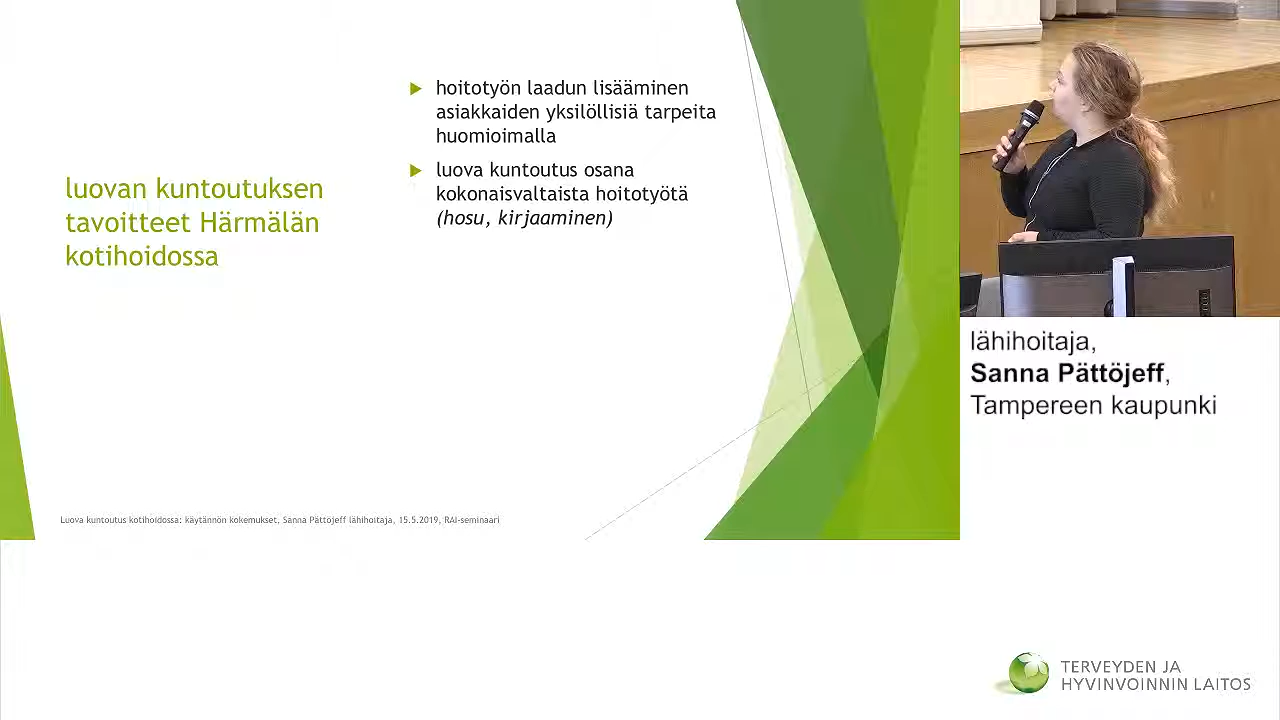 luovan kuntoutuksen
tavoitteet Härmälän
kotihoidossa
hoitotyön laadun lisääminen
asiakkaiden yksilöllisiä tarpeita
huomioimalla
luova kuntoutus osana
kokonaisvaltaista hoitotyötä
(hosu, kirjaaminen)
Luova kuntoutus kotihoidossa: käytännön kokemukset, Sanna Pättöjeff lähihoitaja, 15.5.2019, RAI-seminaari
lähihoitaja,
Sanna Pättöjeff,
Tampereen kaupunki
TERVEYDEN JA
HYVINVOINNIN LAITOS